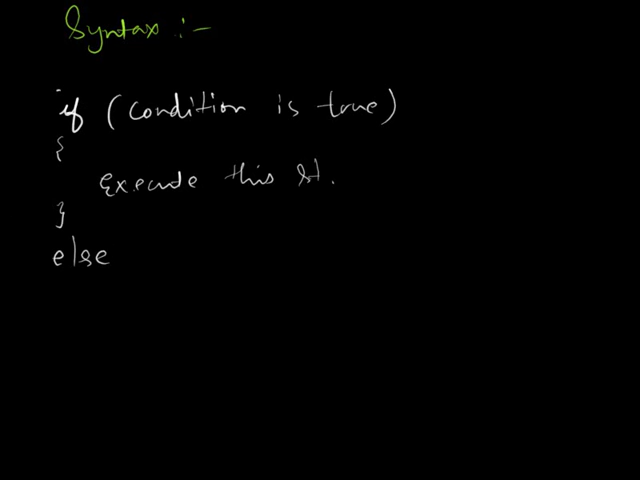 Syntax :-
if (condition is true)
{
Execute this st.
}
else